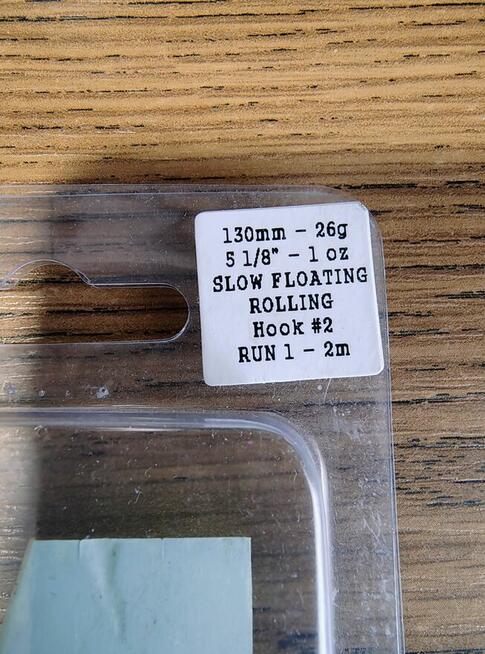 130mm - 26g
5 1/8" - 1 oz
SLOW FLOATING
ROLLING
Hook #2
RUN 1 - 2m